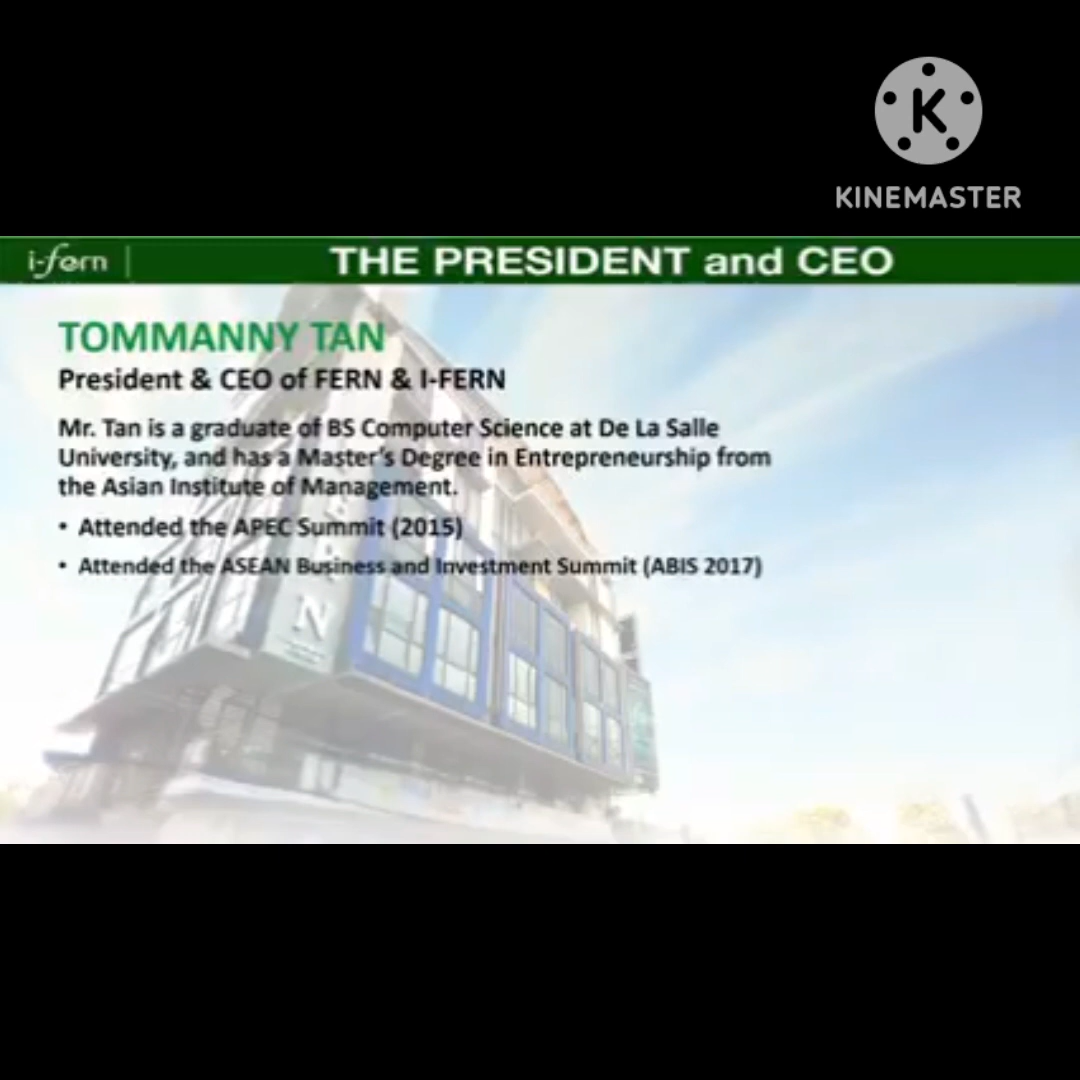 K
KINEMASTER
i-fern
THE PRESIDENT and CEO
TOMMANNY TAN
President & CEO of FERN & I-FERN
Mr. Tan is a graduate of BS Computer Science at De La Salle
University, and has a Master's Degree in Entrepreneurship from
the Asian Institute of Management.
• Attended the APEC Summit (2015)
• Attended the ASEAN Business and Investment Summit (ABIS 2017)
N